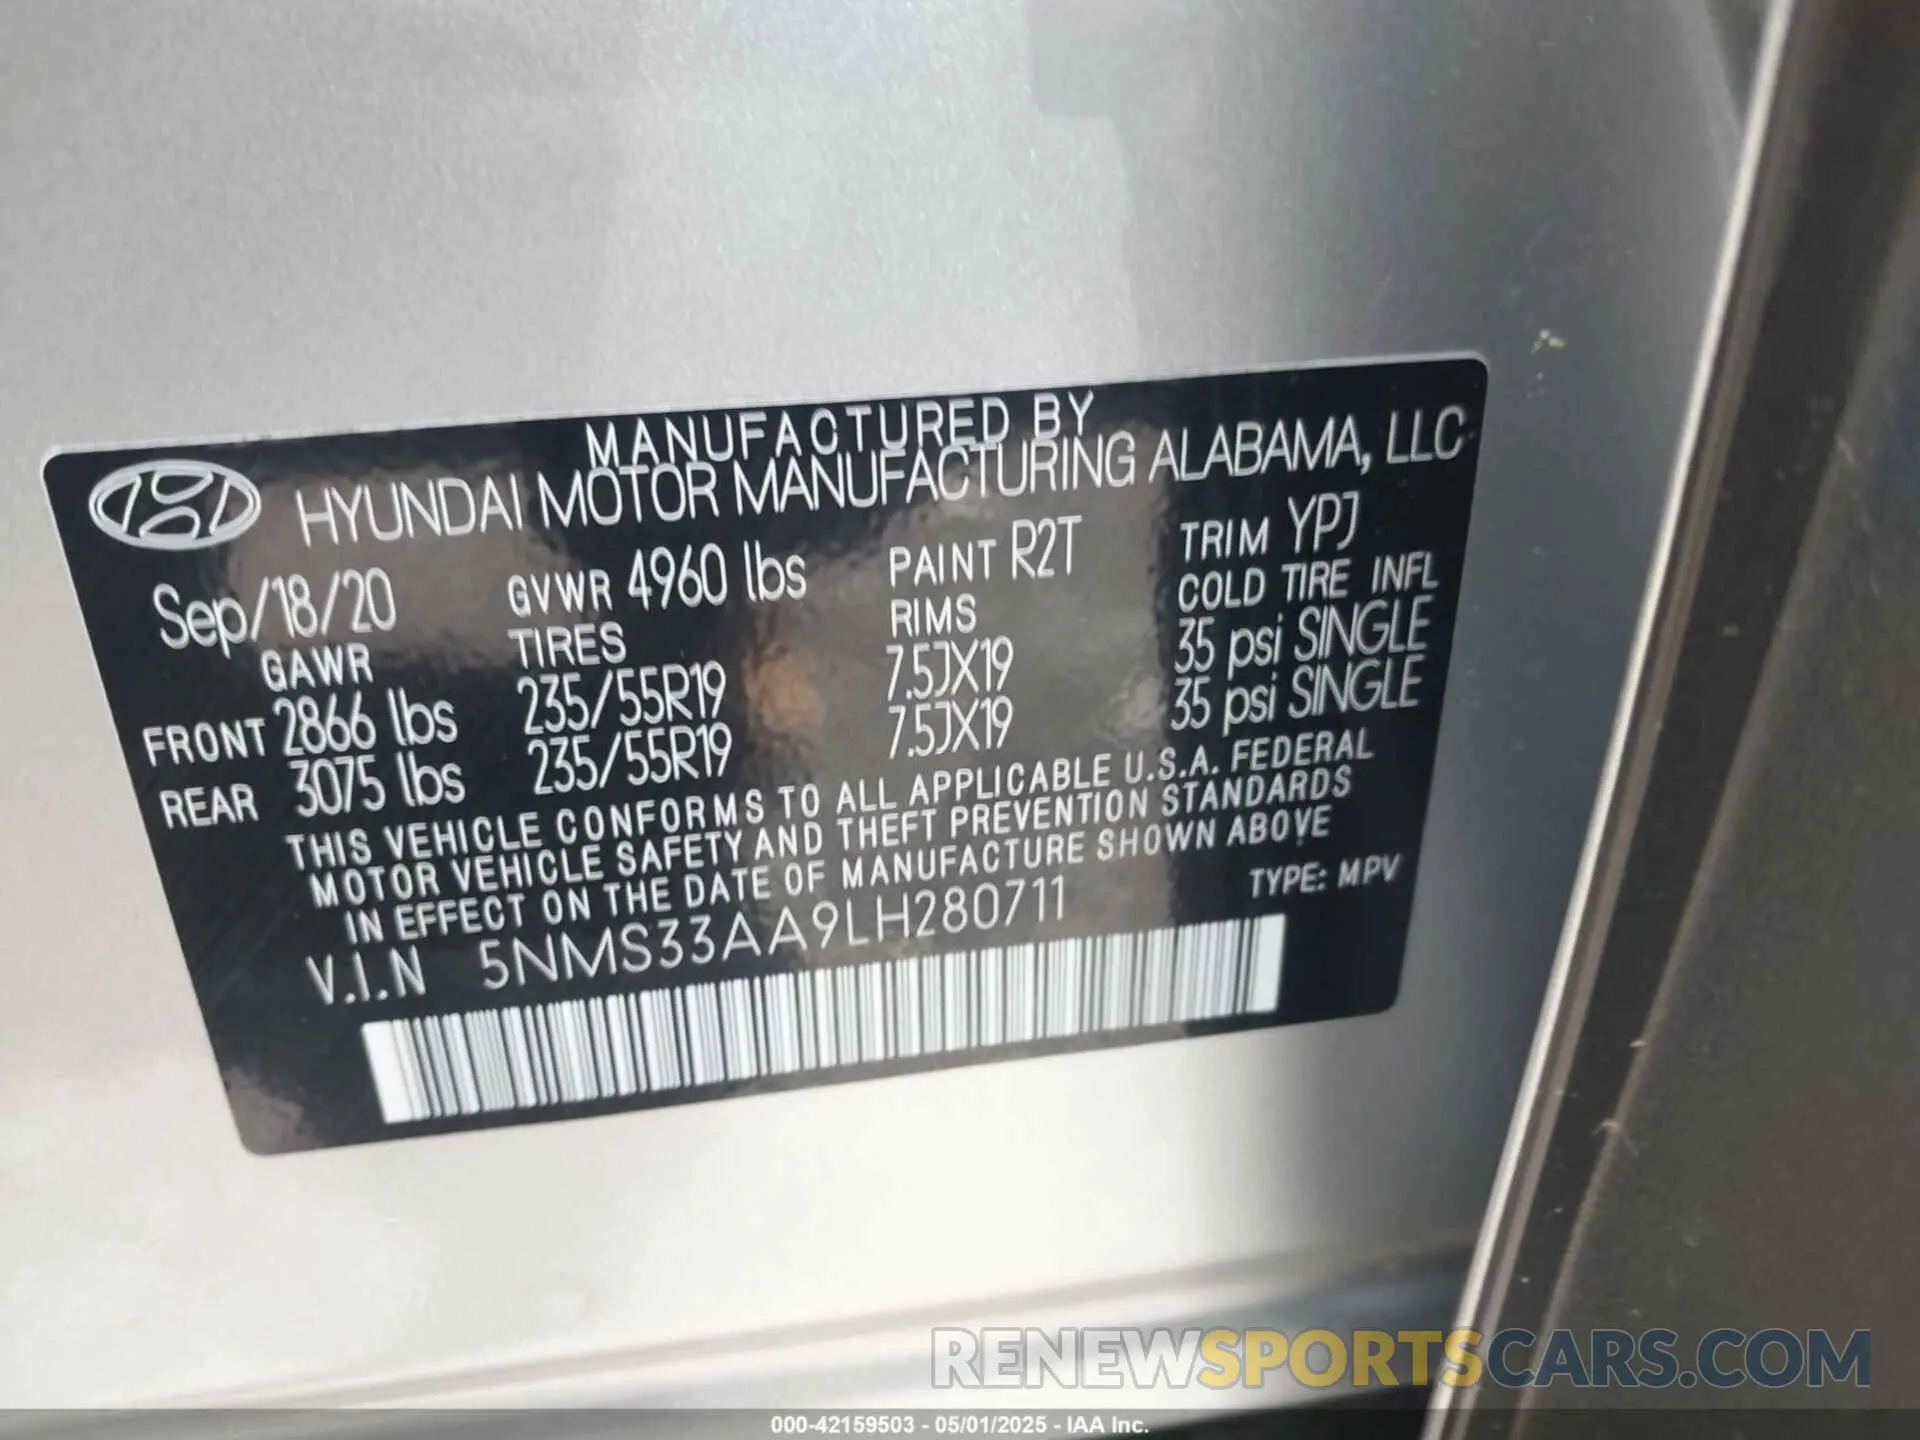 MANUFACTURED BY
HYUNDAI MOTOR MANUFACTURING ALABAMA, LLC
Sep/18/20 GVWR 4960 lbs PAINT R2T TRIM YPJ
GAWR TIRES RIMS COLD TIRE INFL
FRONT 2866 lbs 235/55R19 7.5JX19 35 psi SINGLE
REAR 3075 lbs 235/55R19 7.5JX19 35 psi SINGLE
THIS VEHICLE CONFORMS TO ALL APPLICABLE U.S.A. FEDERAL
MOTOR VEHICLE SAFETY AND THEFT PREVENTION STANDARDS
IN EFFECT ON THE DATE OF MANUFACTURE SHOWN ABOVE
V.I.N 5NMS33AA9LH280711 TYPE: MPV
RENEWSPORTSCARS.COM
000-42159503 - 05/01/2025 - IAA Inc.